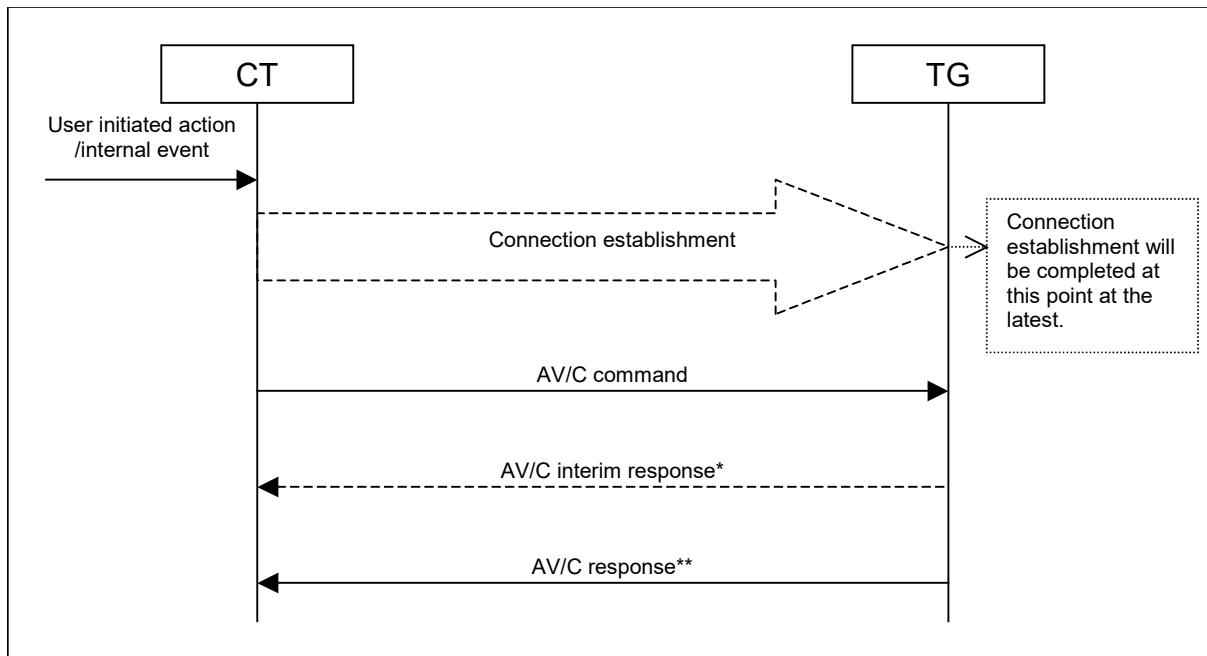 CT
TG
User initiated action
/internal event
Connection establishment
Connection
establishment will
be completed at
this point at the
latest.
AV/C command
AV/C interim response*
AV/C response**